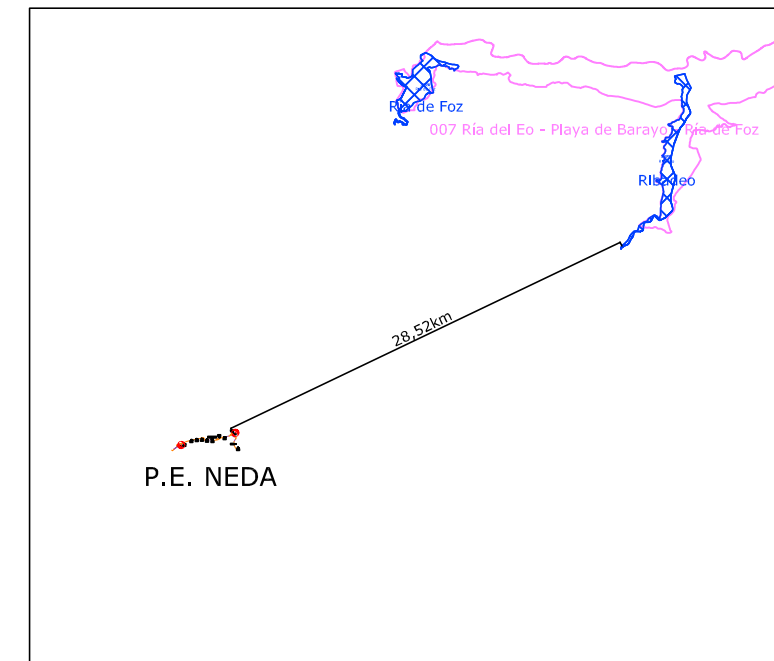 Ría de Foz
007 Ría del Eo - Playa de Barayo - Ría de Foz
Ribadeo
28,52km
P.E. NEDA